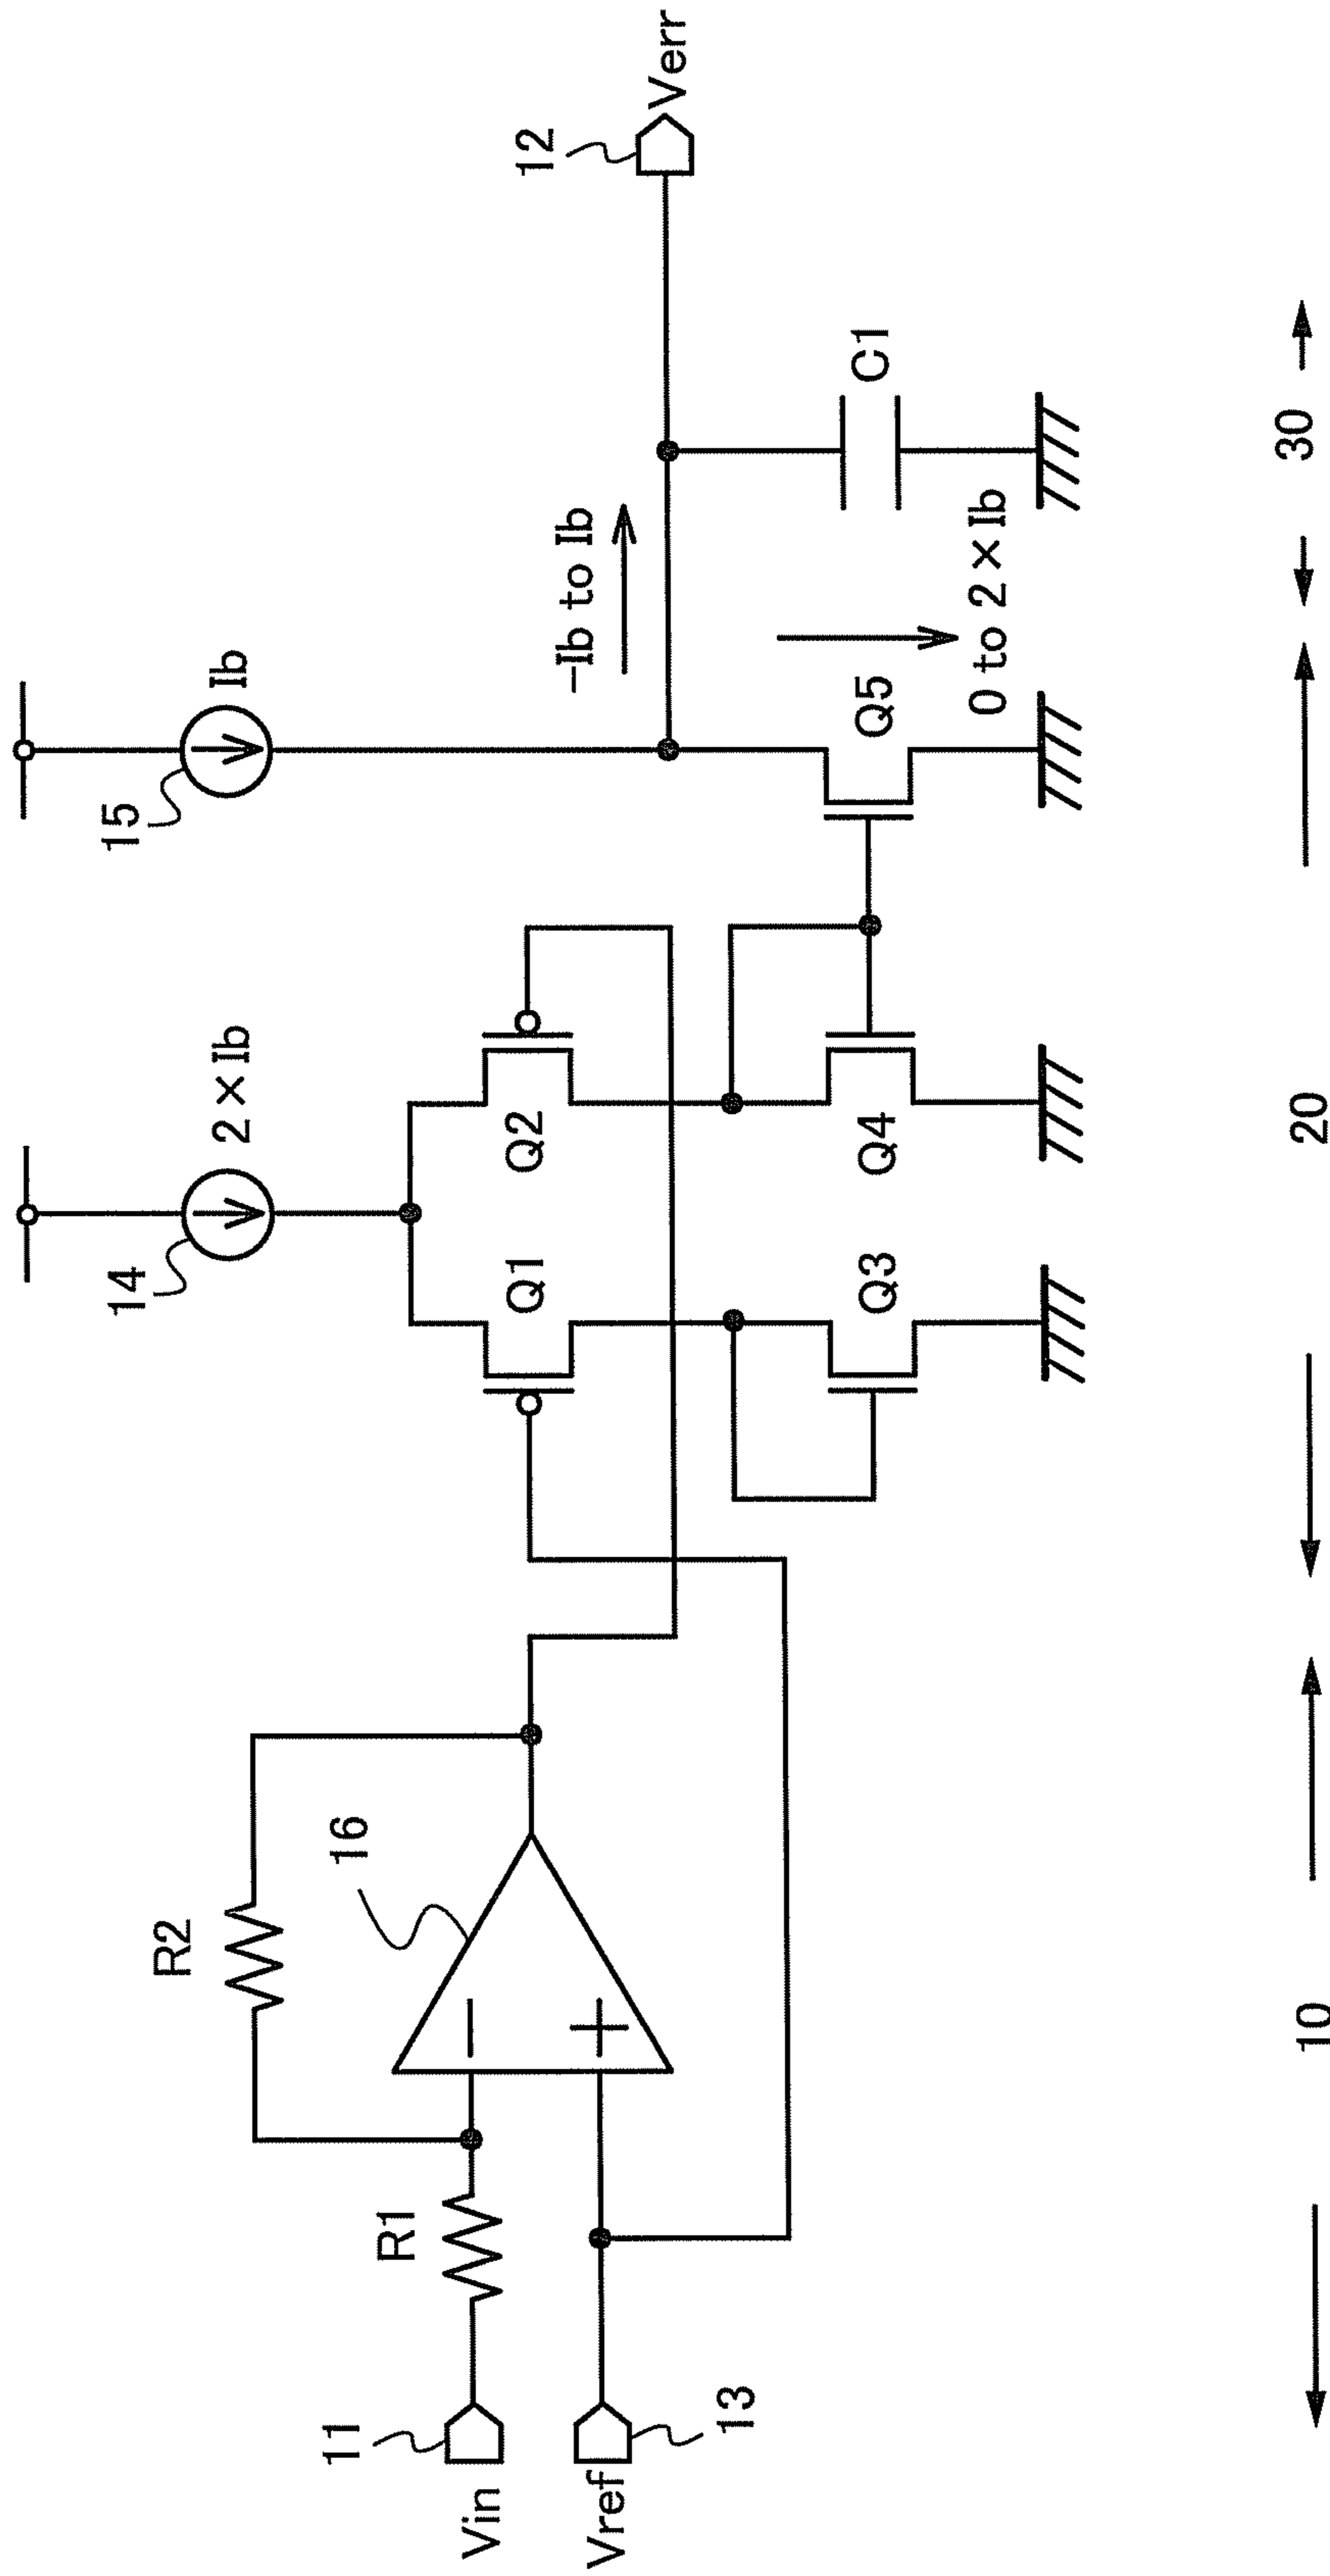 Vin
11
Vref
13
R1
R2
16
14
2×Ib
Q1
Q2
Q3
Q4
15
Ib
Q5
−Ib to Ib
0 to 2×Ib
C1
12
Verr
10
20
30